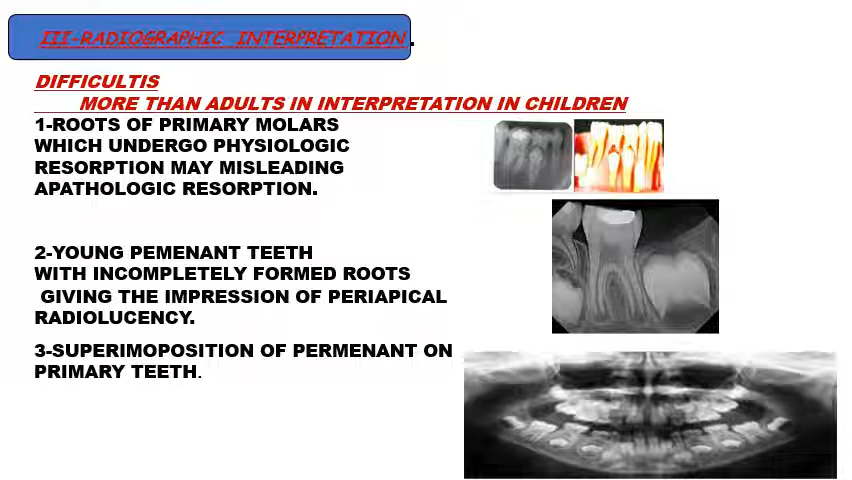 III-RADIOGRAPHIC INTERPRETATION.
DIFFICULTIS
MORE THAN ADULTS IN INTERPRETATION IN CHILDREN
1-ROOTS OF PRIMARY MOLARS
WHICH UNDERGO PHYSIOLOGIC
RESORPTION MAY MISLEADING
APATHOLOGIC RESORPTION.
2-YOUNG PEMENANT TEETH
WITH INCOMPLETELY FORMED ROOTS
GIVING THE IMPRESSION OF PERIAPICAL
RADIOLUCENCY.
3-SUPERIMOPOSITION OF PERMENANT ON
PRIMARY TEETH.